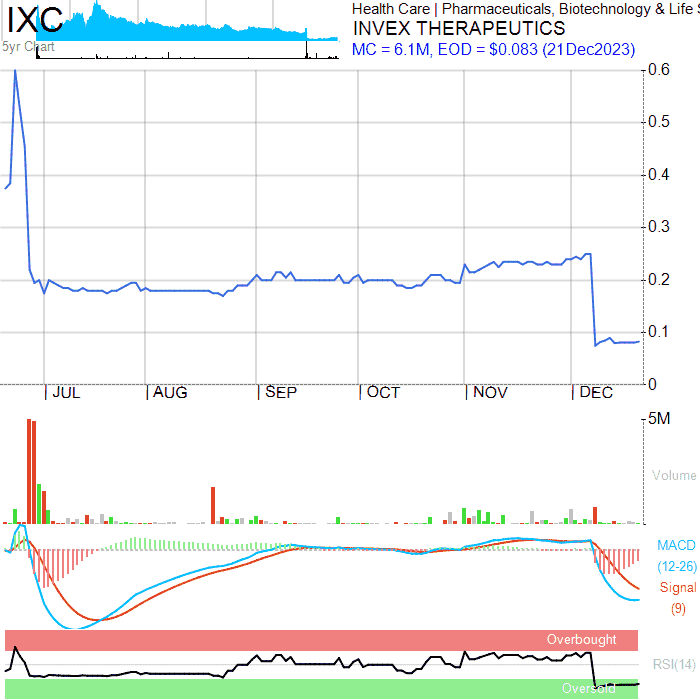 IXC
5yr Chart
Health Care | Pharmaceuticals, Biotechnology & Life S
INVEX THERAPEUTICS
MC = 6.1M, EOD = $0.083 (21Dec2023)
0.6
0.5
0.4
0.3
0.2
0.1
0
JUL AUG SEP OCT NOV DEC
5M
Volume
MACD
(12-26)
Signal
(9)
Overbought
RSI(14)
Oversold